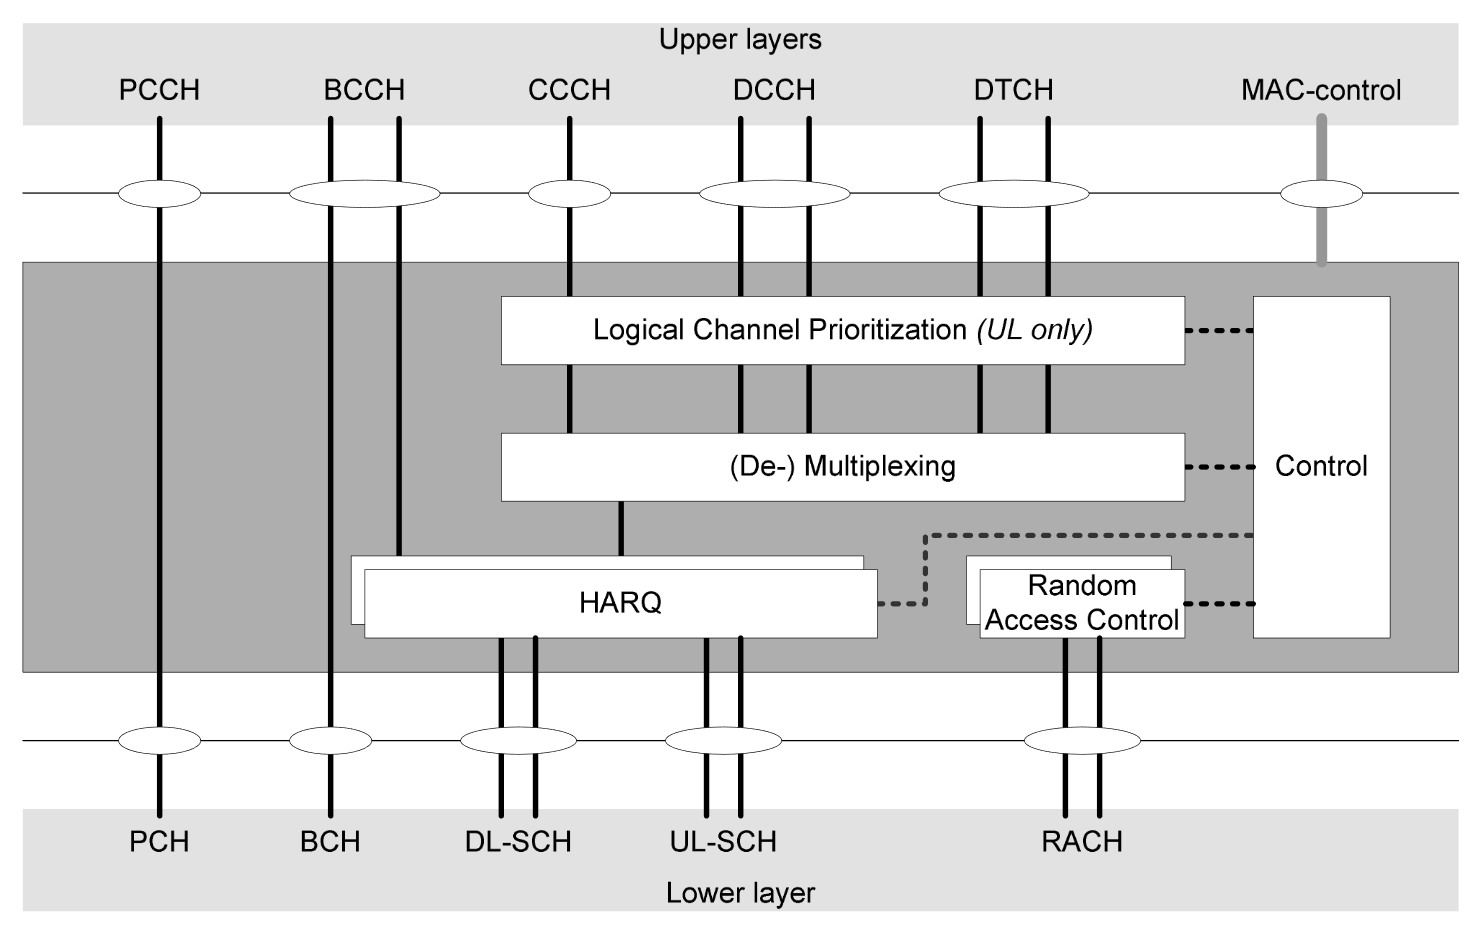 Upper layers
PCCH
BCCH
CCCH
DCCH
DTCH
MAC-control
Logical Channel Prioritization (UL only)
(De-) Multiplexing
Control
HARQ
Random
Access Control
PCH
BCH
DL-SCH
UL-SCH
RACH
Lower layer